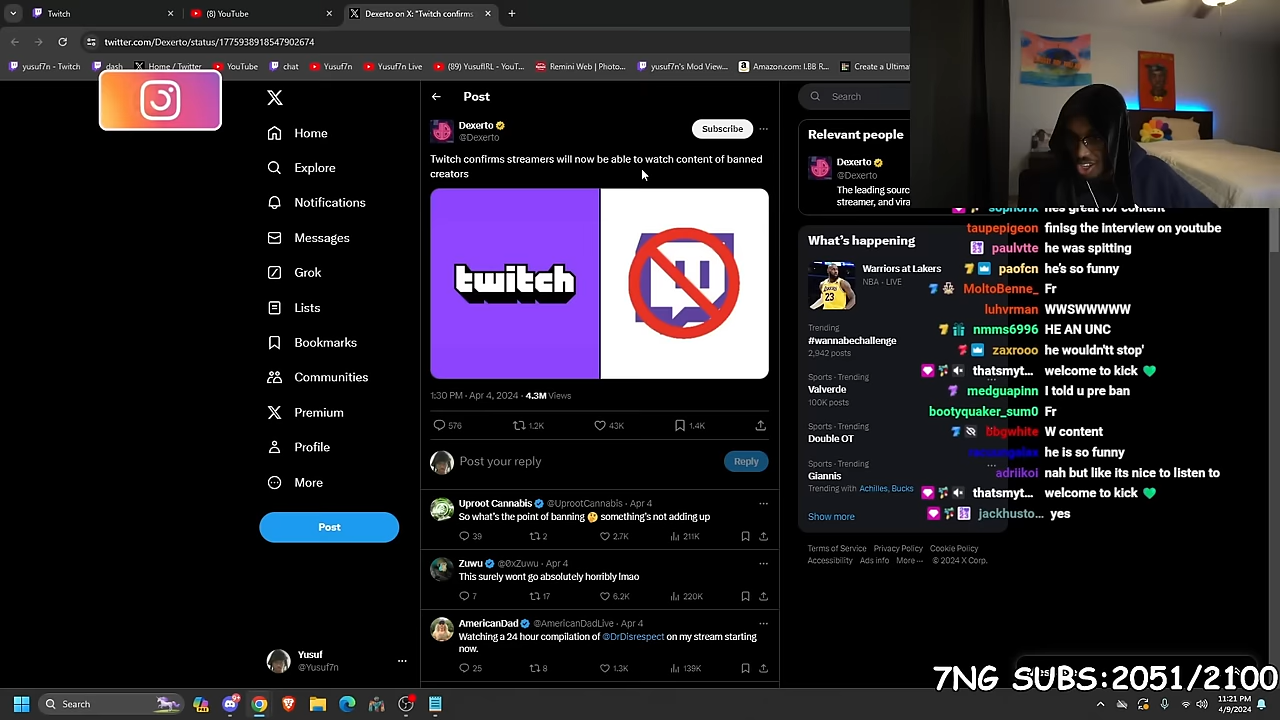 Twitch
(8) YouTube
Dexerto on X: "Twitch confirms
twitter.com/Dexerto/status/1775938918547902674
yusuf7n - Twitch
dash
Home / Twitter
YouTube
chat
Yusuf7n
Yusuf7n Live
(89) YusufIRL - YouT...
Remini Web | Photo...
yusuf7n's Mod View...
Amazon.com: LBB R...
Create a Ultimat
Home
Explore
Notifications
Messages
Grok
Lists
Bookmarks
Communities
Premium
Profile
More
Post
Yusuf
@Yusuf7n
Post
Dexerto
@Dexerto
Subscribe
Twitch confirms streamers will now be able to watch content of banned
creators
twitch
1:30 PM · Apr 4, 2024 · 4.3M Views
576
1.2K
43K
1.4K
Post your reply
Reply
Uproot Cannabis @UprootCannabis · Apr 4
So what's the point of banning 🤔 something's not adding up
39
2
2.7K
211K
Zuwu @0xZuwu · Apr 4
This surely wont go absolutely horribly lmao
7
17
6.2K
220K
AmericanDad @AmericanDadLive · Apr 4
Watching a 24 hour compilation of @DrDisrespect on my stream starting
now.
25
8
1.3K
139K
Search
Relevant people
Dexerto
@Dexerto
The leading sourc
streamer, and vira
What's happening
Warriors at Lakers
NBA · LIVE
Trending
#wannabechallenge
2,942 posts
Sports · Trending
Valverde
100K posts
Sports · Trending
Double OT
Sports · Trending
Giannis
Trending with Achilles, Bucks
Show more
Terms of Service Privacy Policy Cookie Policy
Accessibility Ads info More ··· © 2024 X Corp.
sophorix hes great for content
taupepigeon finisg the interview on youtube
paulvtte he was spitting
paofcn he's so funny
MoltoBenne_ Fr
luhvrman WWSWWWWW
nmms6996 HE AN UNC
zaxrooo he wouldn'tt stop'
thatsmyt... welcome to kick 💚
medguapinn I told u pre ban
bootyquaker_sum0 Fr
bbgwhite W content
he is so funny
adriikoi nah but like its nice to listen to
thatsmyt... welcome to kick 💚
jackhusto... yes
7NG SUBS:2051/2100
Search
11:21 PM
4/9/2024